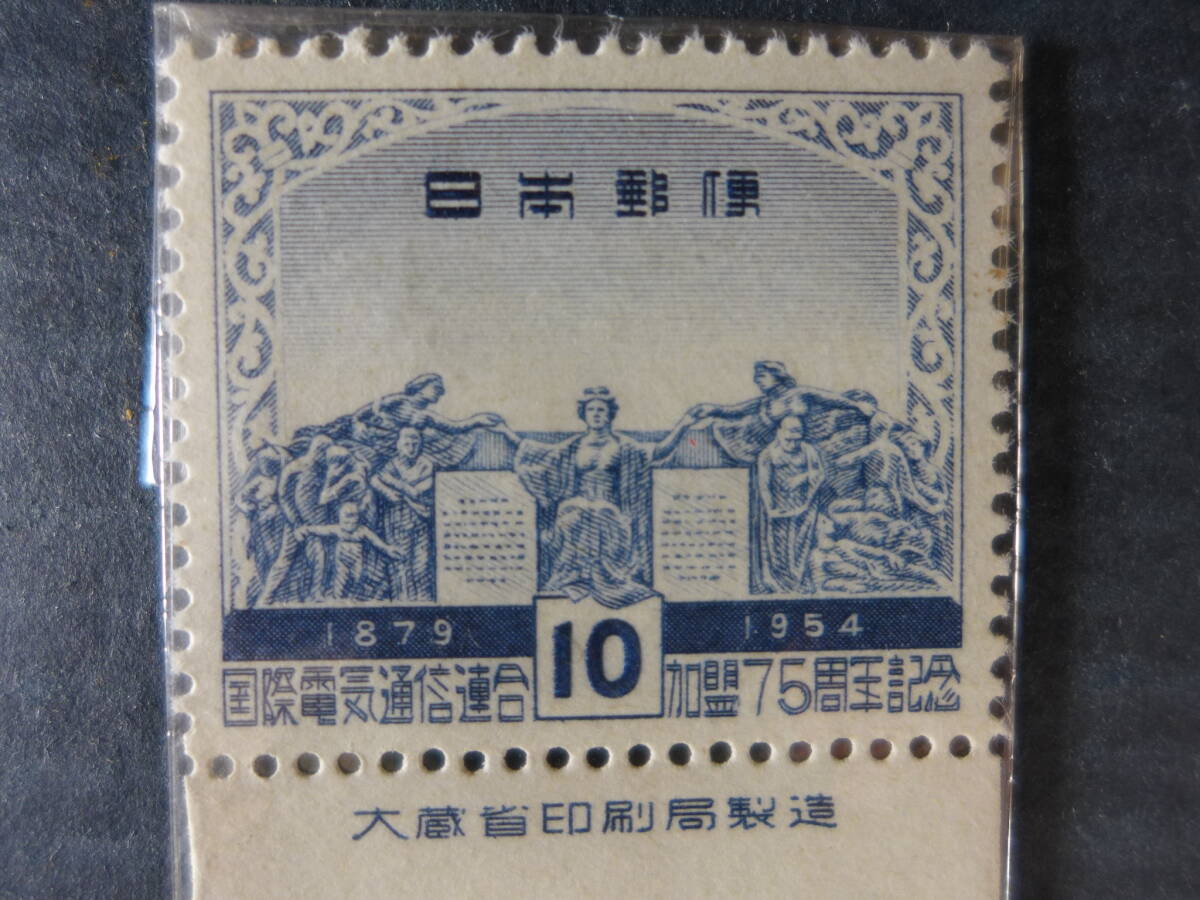 日本郵便
1879 1954
国際電気通信連合 10 加盟75周年記念
大蔵省印刷局製造